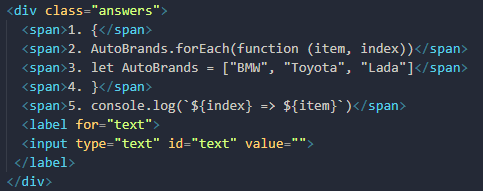 <div class="answers">
<span>1. {</span>
<span>2. AutoBrands.forEach(function (item, index))</span>
<span>3. let AutoBrands = ["BMW", "Toyota", "Lada"]</span>
<span>4. }</span>
<span>5. console.log(`${index} => ${item}`)</span>
<label for="text">
<input type="text" id="text" value="">
</label>
</div>